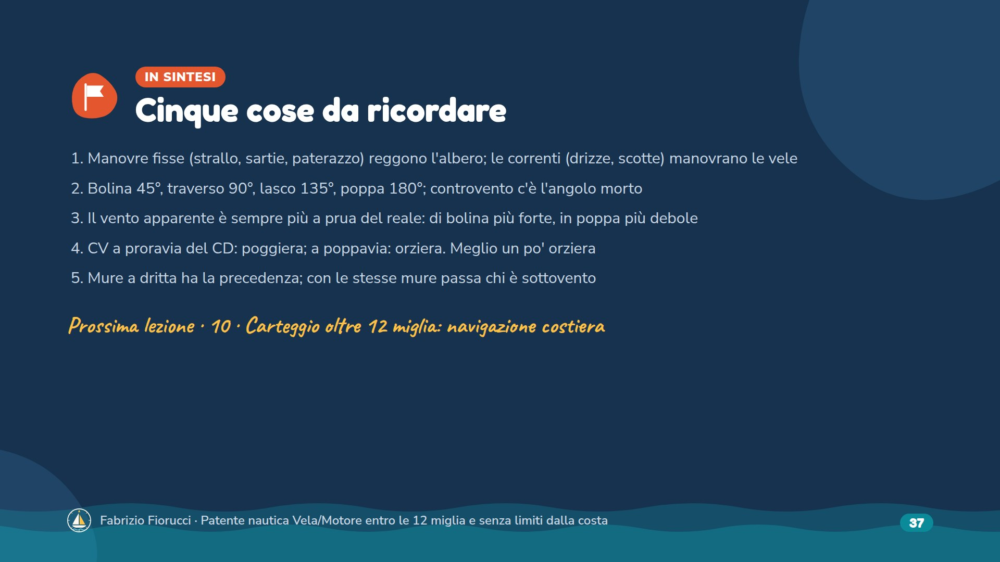 IN SINTESI
Cinque cose da ricordare
1. Manovre fisse (strallo, sartie, paterazzo) reggono l'albero; le correnti (drizze, scotte) manovrano le vele
2. Bolina 45°, traverso 90°, lasco 135°, poppa 180°; controvento c'è l'angolo morto
3. Il vento apparente è sempre più a prua del reale: di bolina più forte, in poppa più debole
4. CV a proravia del CD: poggiera; a poppavia: orziera. Meglio un po' orziera
5. Mure a dritta ha la precedenza; con le stesse mure passa chi è sottovento
Prossima lezione · 10 · Carteggio oltre 12 miglia: navigazione costiera
Fabrizio Fiorucci · Patente nautica Vela/Motore entro le 12 miglia e senza limiti dalla costa
37